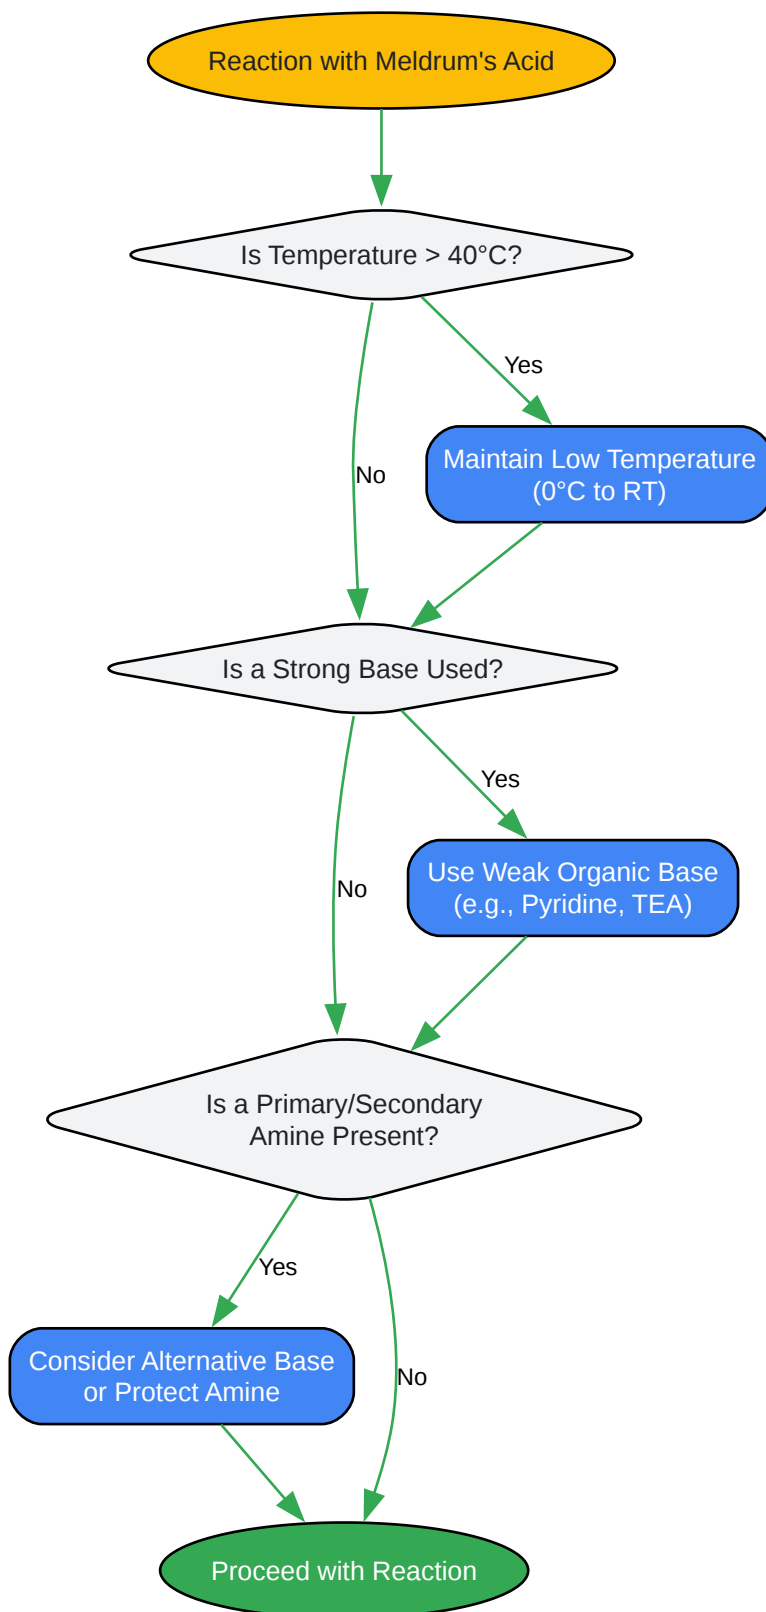 Reaction with Meldrum's Acid
Is Temperature > 40°C?
Yes
Maintain Low Temperature
(0°C to RT)
No
Is a Strong Base Used?
Yes
Use Weak Organic Base
(e.g., Pyridine, TEA)
No
Is a Primary/Secondary
Amine Present?
Yes
Consider Alternative Base
or Protect Amine
No
Proceed with Reaction